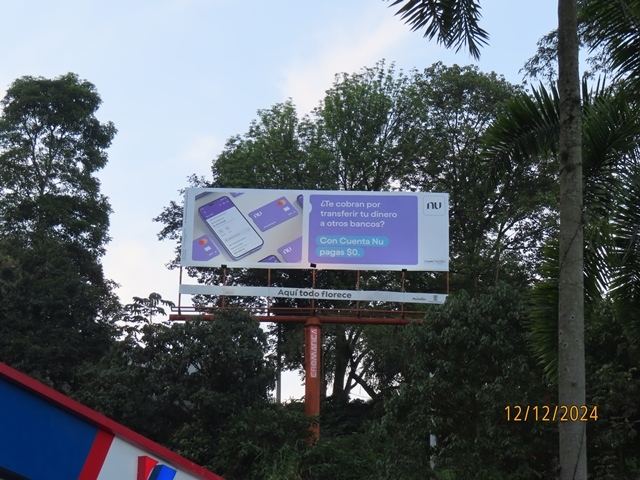 nu
¿Te cobran por
transferir tu dinero
a otros bancos?
Con Cuenta Nu
pagas $0.
Aquí todo florece
12/12/2024